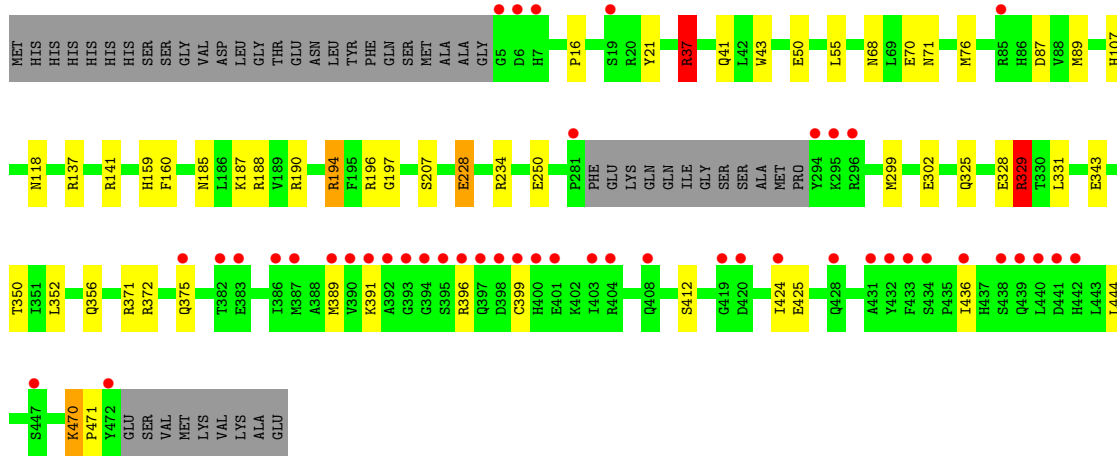 MET HIS HIS HIS HIS HIS HIS SER SER GLY VAL ASP LEU GLY THR GLU ASN LEU TYR PHE GLN SER MET ALA ALA GLY G5 D6 H7 P16 S19 R20 Y21 R37 Q41 L42 W43 E50 L55 N68 L69 E70 N71 M76 R85 H86 D87 V88 M89 H107
N118 R137 R141 H159 F160 N185 L186 K187 R188 V189 R190 R194 F195 R196 G197 S207 E228 R234 E250 P281 PHE GLU LYS GLN GLN ILE GLY SER SER ALA MET PRO Y294 K295 R296 M299 E302 Q325 E328 R329 T330 L331 E343
T350 I351 L352 Q356 R371 R372 Q375 T382 E383 I386 M387 A388 M389 V390 K391 A392 G393 G394 S395 R396 Q397 D398 C399 H400 E401 K402 I403 R404 Q408 S412 G419 D420 I424 E425 Q428 A431 Y432 F433 S434 P435 I436 H437 S438 Q439 L440 D441 H442 L443 L444
S447 K470 P471 Y472 GLU SER VAL MET LYS VAL LYS ALA GLU